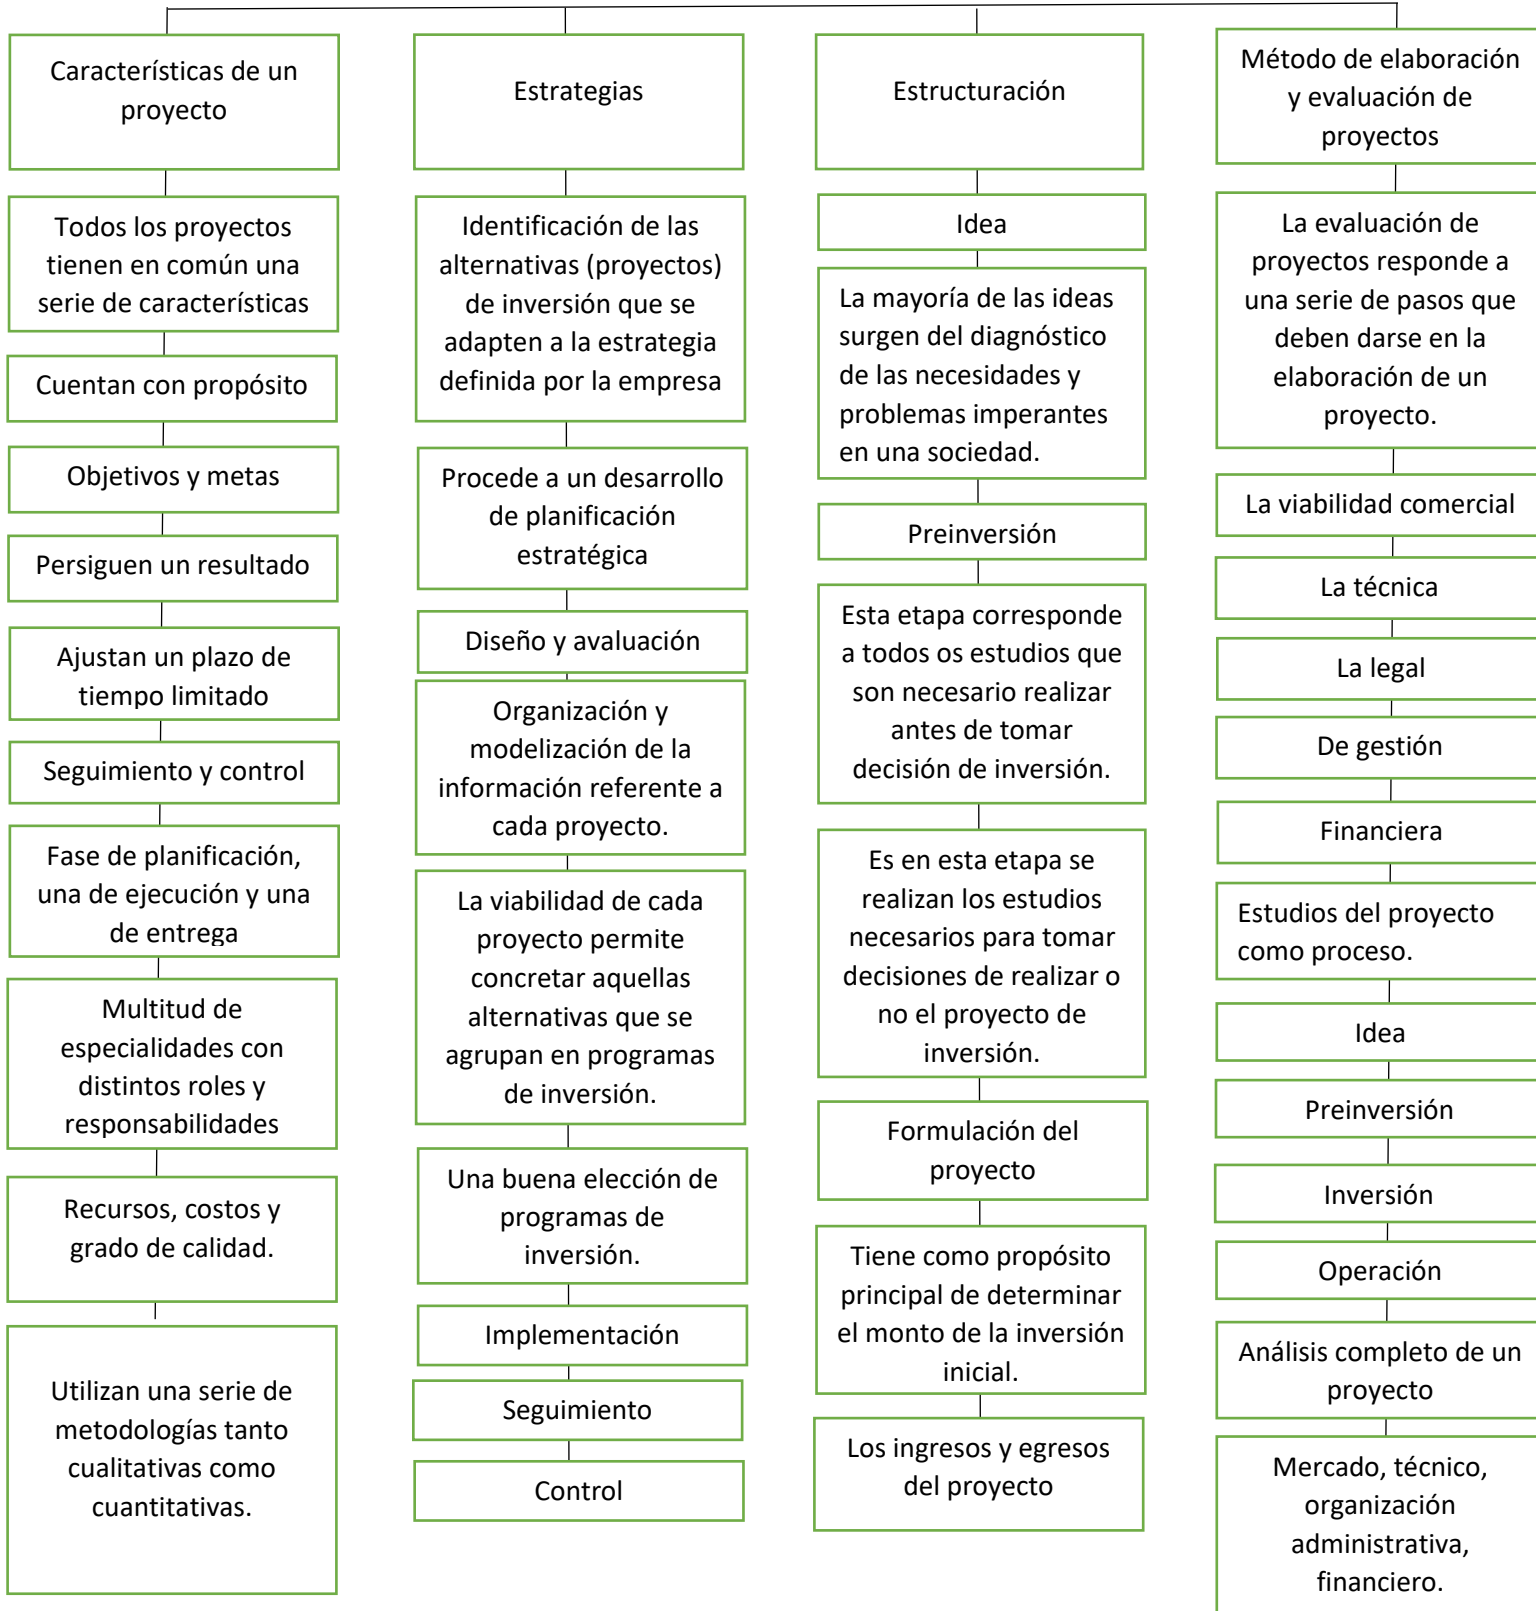 Características de un
proyecto
Todos los proyectos
tienen en común una
serie de características
Cuentan con propósito
Objetivos y metas
Persiguen un resultado
Ajustan un plazo de
tiempo limitado
Seguimiento y control
Fase de planificación,
una de ejecución y una
de entrega
Multitud de
especialidades con
distintos roles y
responsabilidades
Recursos, costos y
grado de calidad.
Utilizan una serie de
metodologías tanto
cualitativas como
cuantitativas.
Estrategias
Identificación de las
alternativas (proyectos)
de inversión que se
adapten a la estrategia
definida por la empresa
Procede a un desarrollo
de planificación
estratégica
Diseño y avaluación
Organización y
modelización de la
información referente a
cada proyecto.
La viabilidad de cada
proyecto permite
concretar aquellas
alternativas que se
agrupan en programas
de inversión.
Una buena elección de
programas de
inversión.
Implementación
Seguimiento
Control
Estructuración
Idea
La mayoría de las ideas
surgen del diagnóstico
de las necesidades y
problemas imperantes
en una sociedad.
Preinversión
Esta etapa corresponde
a todos os estudios que
son necesario realizar
antes de tomar
decisión de inversión.
Es en esta etapa se
realizan los estudios
necesarios para tomar
decisiones de realizar o
no el proyecto de
inversión.
Formulación del
proyecto
Tiene como propósito
principal de determinar
el monto de la inversión
inicial.
Los ingresos y egresos
del proyecto
Método de elaboración
y evaluación de
proyectos
La evaluación de
proyectos responde a
una serie de pasos que
deben darse en la
elaboración de un
proyecto.
La viabilidad comercial
La técnica
La legal
De gestión
Financiera
Estudios del proyecto
como proceso.
Idea
Preinversión
Inversión
Operación
Análisis completo de un
proyecto
Mercado, técnico,
organización
administrativa,
financiero.